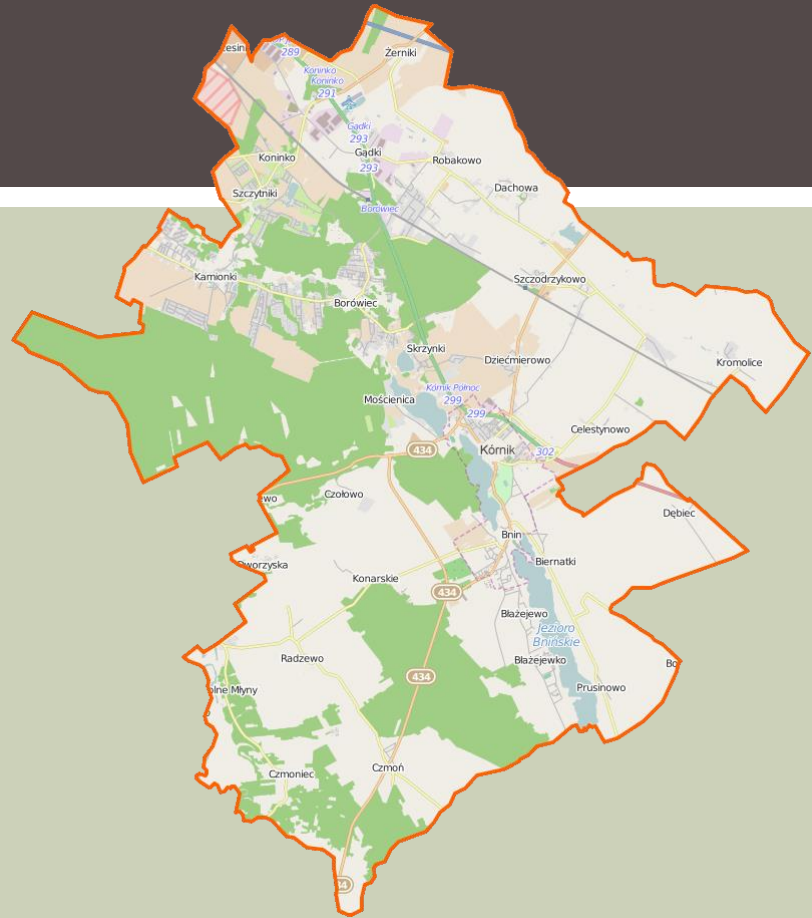 Żerniki
289
Koninko
Koninko
291
Gądki
293
Gądki
293
Koninko
Robakowo
Dachowa
Szczytniki
Borówiec
Kamionki
Szczodrzykowo
Borówiec
Skrzynki
Dziećmierowo
Kromolice
Kórnik Północ
299
Mościenica
299
Celestynowo
434
Kórnik
302
Czołowo
Dębiec
Bnin
Biernatki
Dworzyska
Konarskie
434
Błażejewo
Jezioro
Bnińskie
Radzewo
Błażejewko
434
Prusinowo
Czmoń
Czmoniec